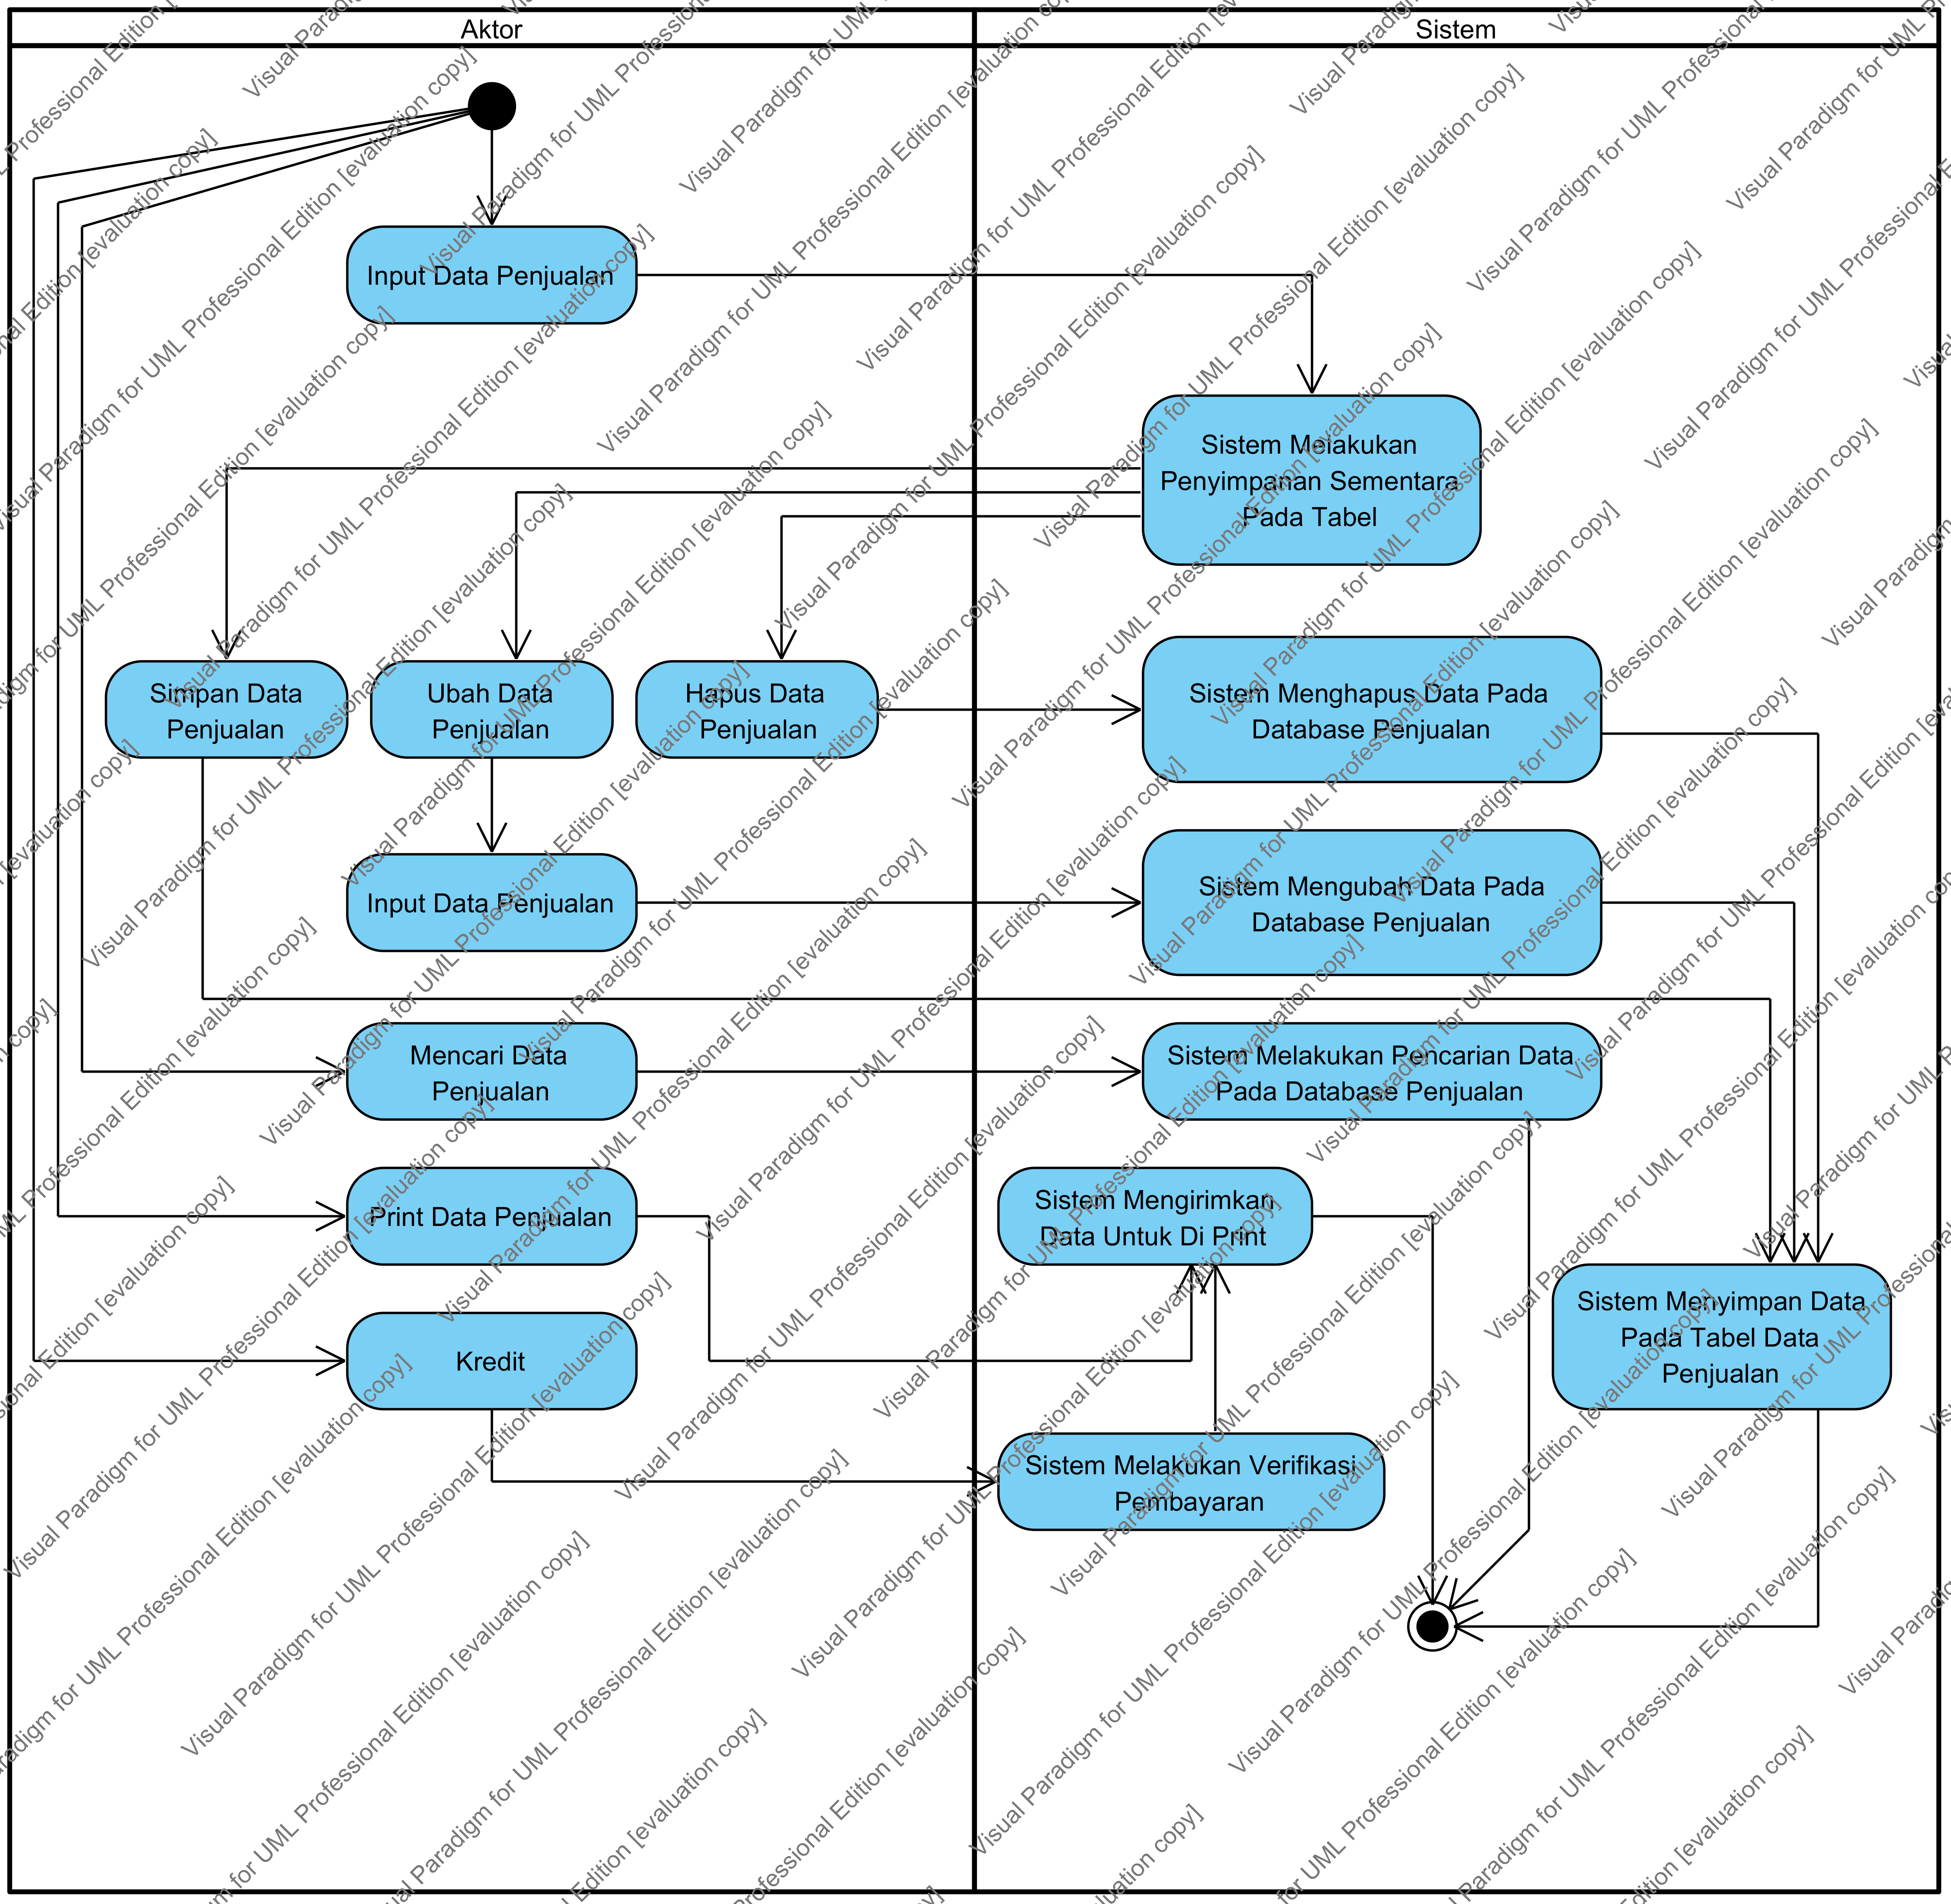 Aktor
Sistem
Input Data Penjualan
Sistem Melakukan
Penyimpanan Sementara
Pada Tabel
Simpan Data
Penjualan
Ubah Data
Penjualan
Hapus Data
Penjualan
Sistem Menghapus Data Pada
Database Penjualan
Input Data Penjualan
Sistem Mengubah Data Pada
Database Penjualan
Mencari Data
Penjualan
Sistem Melakukan Pencarian Data
Pada Database Penjualan
Print Data Penjualan
Sistem Mengirimkan
Data Untuk Di Print
Kredit
Sistem Menyimpan Data
Pada Tabel Data
Penjualan
Sistem Melakukan Verifikasi
Pembayaran
Visual Paradigm for UML Professional Edition [evaluation copy]